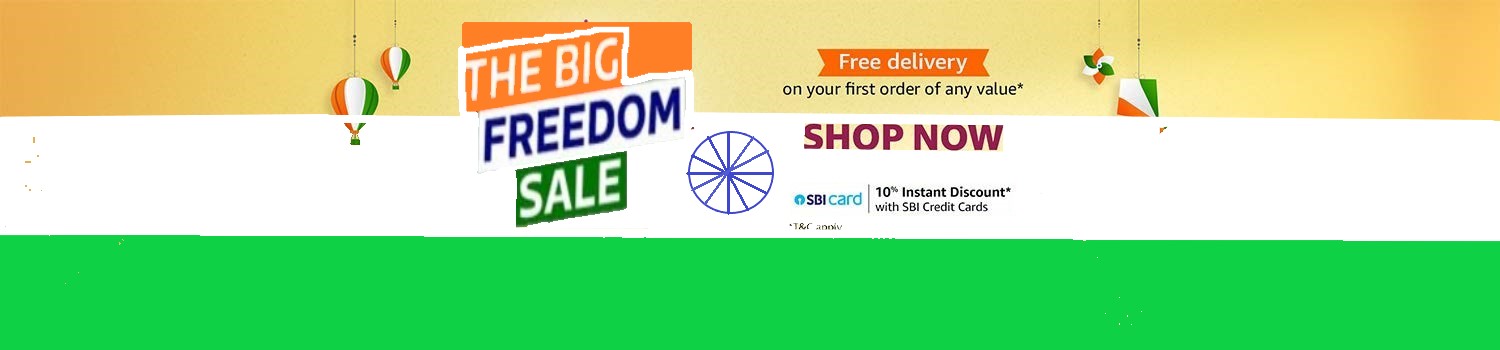 THE BIG
FREEDOM
SALE
Free delivery
on your first order of any value*
SHOP NOW
SBI card
10% Instant Discount*
with SBI Credit Cards
*T&C apply